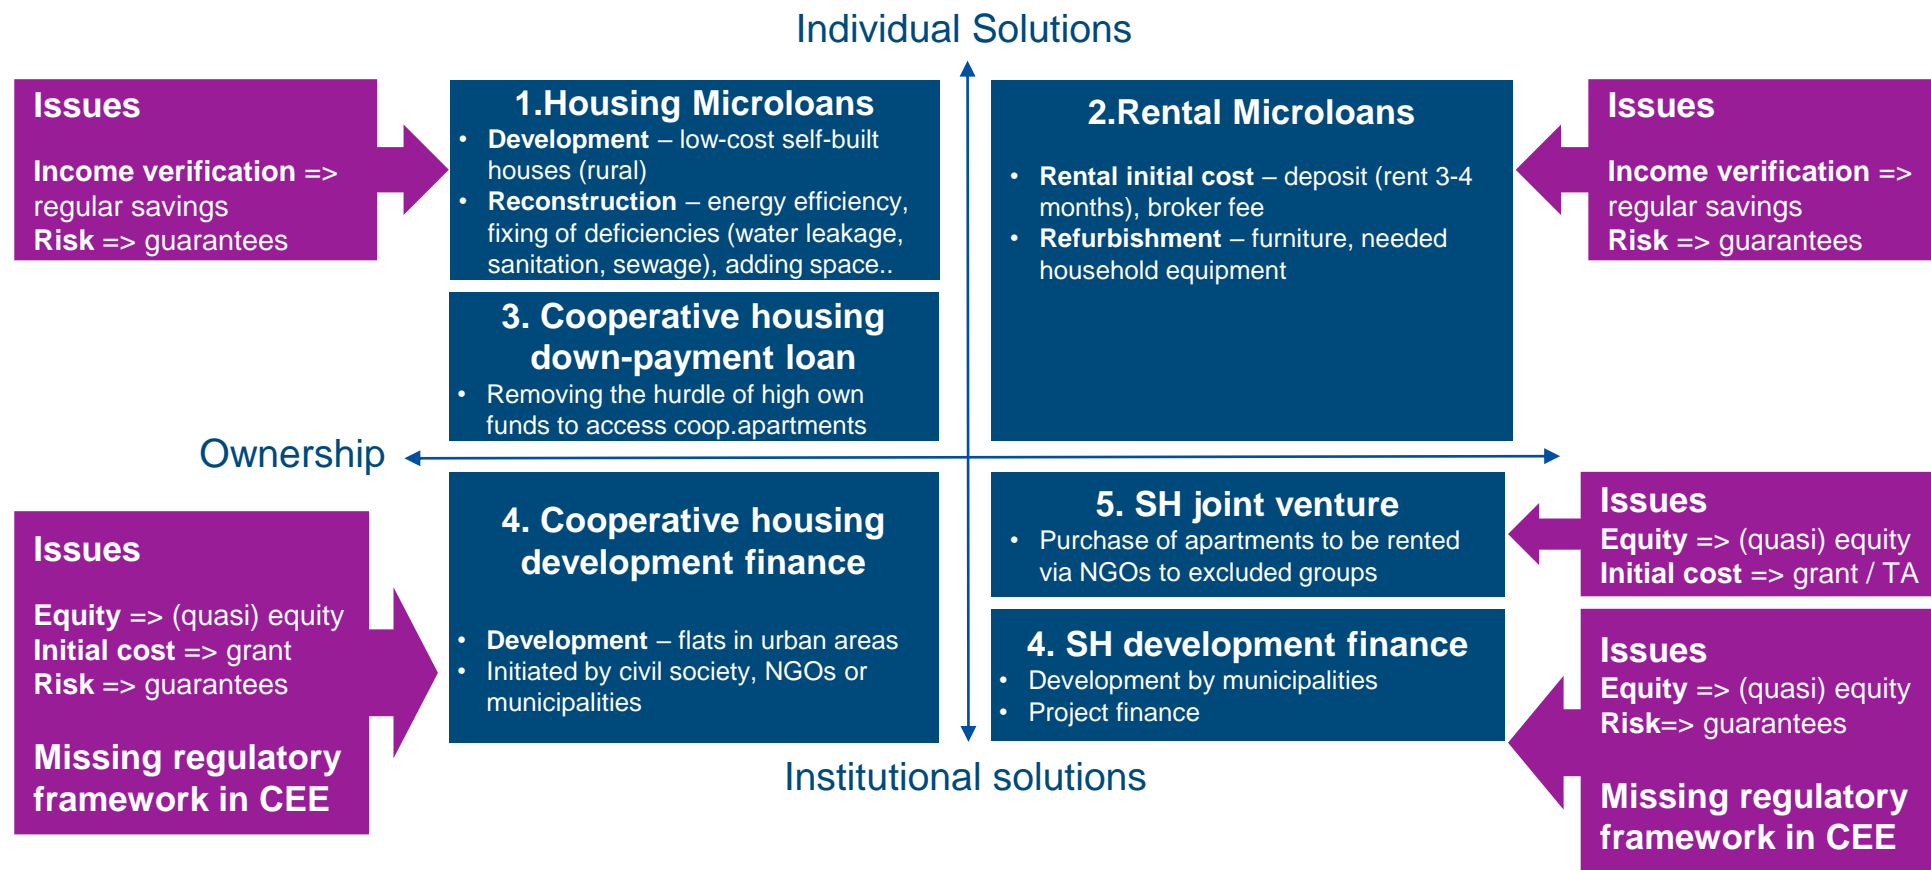 Individual Solutions
Issues
Income verification =>
regular savings
Risk => guarantees
1.Housing Microloans
• Development – low-cost self-built
houses (rural)
• Reconstruction – energy efficiency,
fixing of deficiencies (water leakage,
sanitation, sewage), adding space..
2.Rental Microloans
• Rental initial cost – deposit (rent 3-4
months), broker fee
• Refurbishment – furniture, needed
household equipment
Issues
Income verification =>
regular savings
Risk => guarantees
3. Cooperative housing
down-payment loan
• Removing the hurdle of high own
funds to access coop.apartments
Ownership
Issues
Equity => (quasi) equity
Initial cost => grant
Risk => guarantees
Missing regulatory
framework in CEE
4. Cooperative housing
development finance
• Development – flats in urban areas
• Initiated by civil society, NGOs or
municipalities
5. SH joint venture
• Purchase of apartments to be rented
via NGOs to excluded groups
Issues
Equity => (quasi) equity
Initial cost => grant / TA
4. SH development finance
• Development by municipalities
• Project finance
Issues
Equity => (quasi) equity
Risk=> guarantees
Missing regulatory
framework in CEE
Institutional solutions